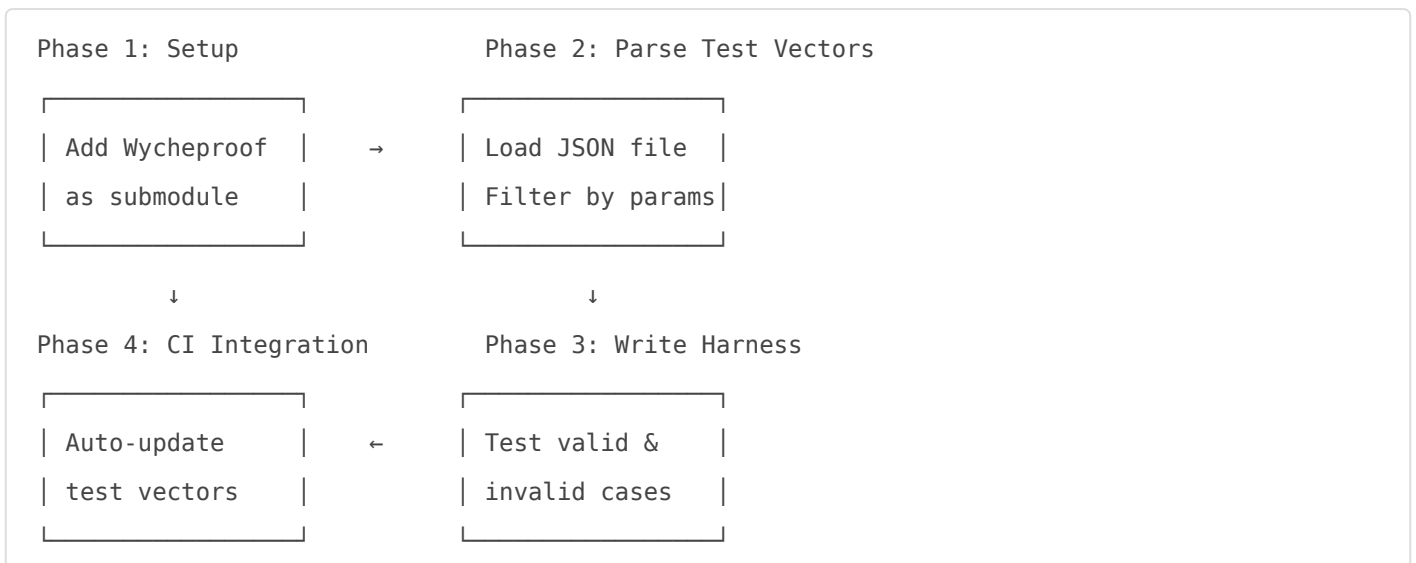 Phase 1: Setup                 Phase 2: Parse Test Vectors
┌──────────────────┐          ┌──────────────────┐
│ Add Wycheproof  │    →     │ Load JSON file  │
│ as submodule    │          │ Filter by params│
└──────────────────┘          └──────────────────┘
         ↓                             ↓
Phase 4: CI Integration        Phase 3: Write Harness
┌──────────────────┐          ┌──────────────────┐
│ Auto-update     │    ←     │ Test valid &    │
│ test vectors    │          │ invalid cases   │
└──────────────────┘          └──────────────────┘